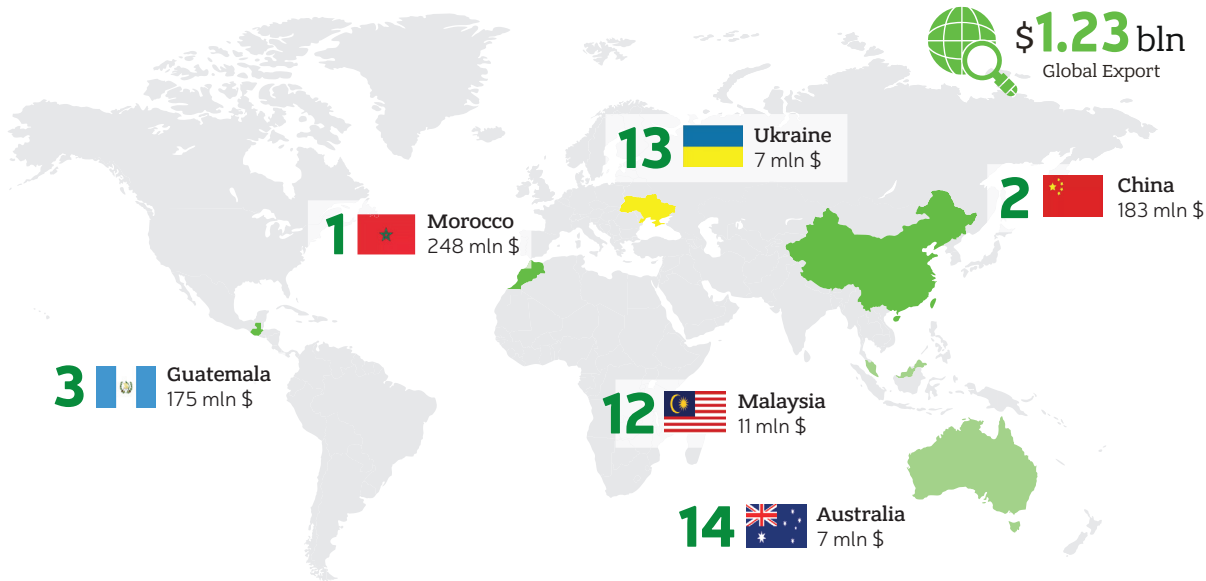 $1.23 bln
Global Export
13
Ukraine
7 mln $
2
China
183 mln $
1
Morocco
248 mln $
3
Guatemala
175 mln $
12
Malaysia
11 mln $
14
Australia
7 mln $